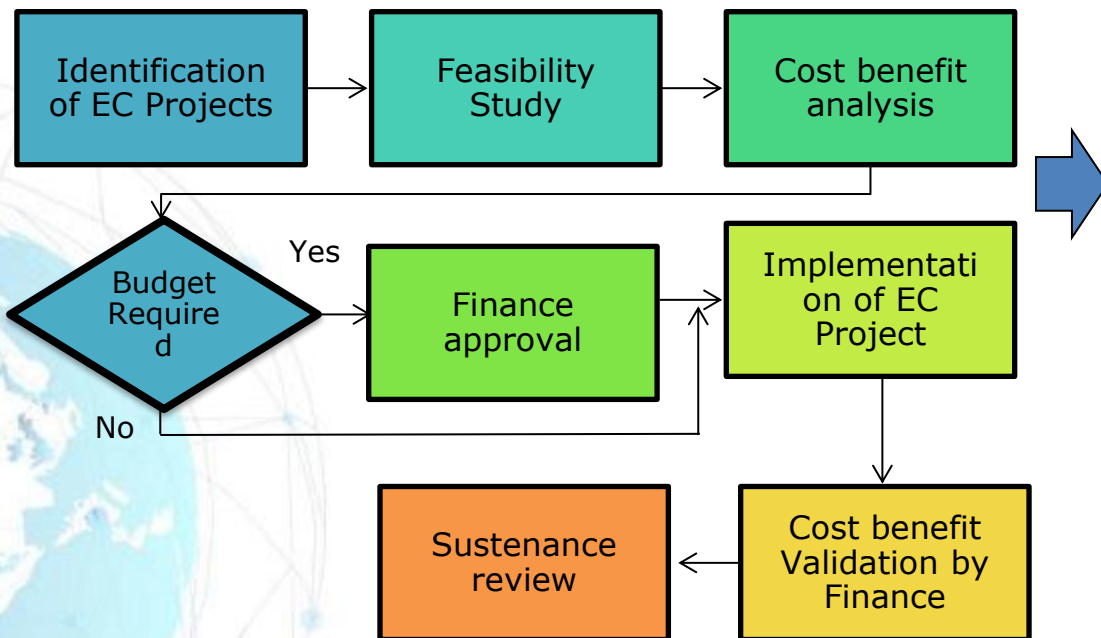 Identification
of EC Projects
Feasibility
Study
Cost benefit
analysis
Yes
Budget
Require
d
Finance
approval
Implementati
on of EC
Project
No
Sustenance
review
Cost benefit
Validation by
Finance